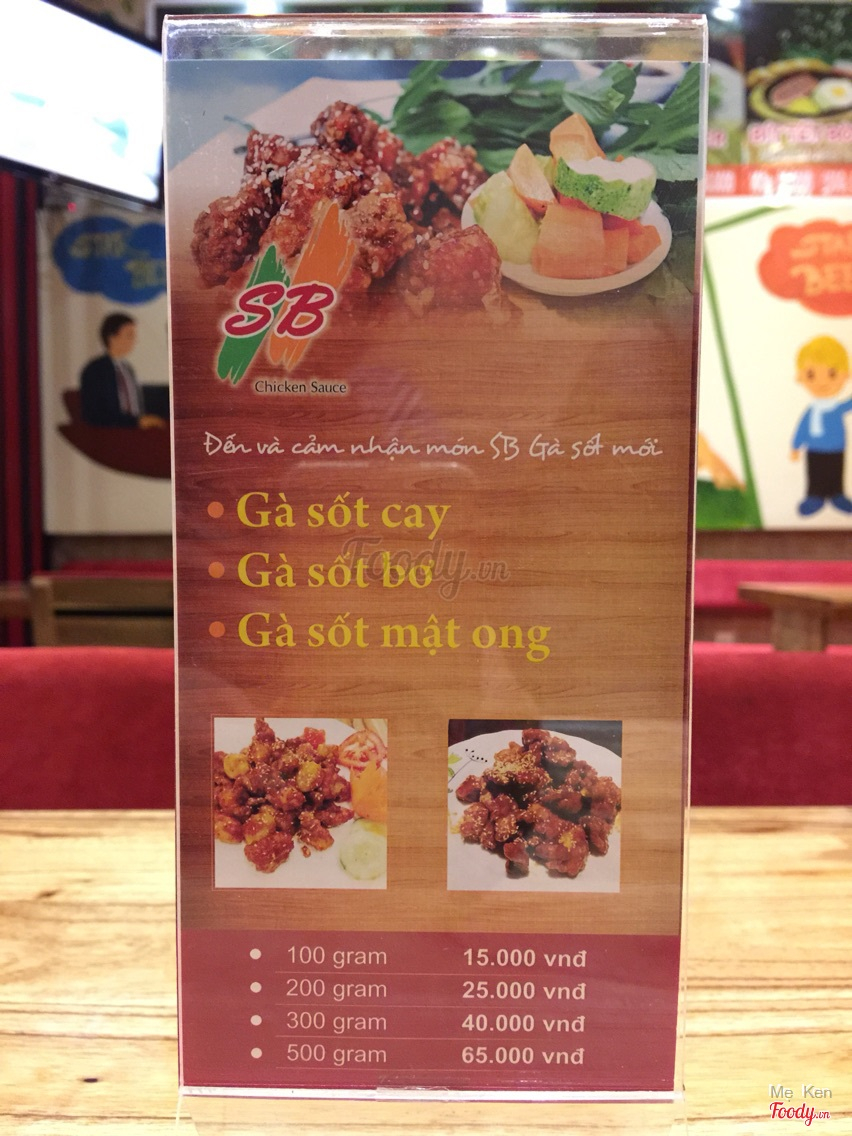 SB
Chicken Sauce
Đến và cảm nhận món SB Gà sốt mới
• Gà sốt cay
• Gà sốt bơ
• Gà sốt mật ong
Foody.vn
• 100 gram 15.000 vnđ
• 200 gram 25.000 vnđ
• 300 gram 40.000 vnđ
• 500 gram 65.000 vnđ
Mẹ Ken
Foody.vn